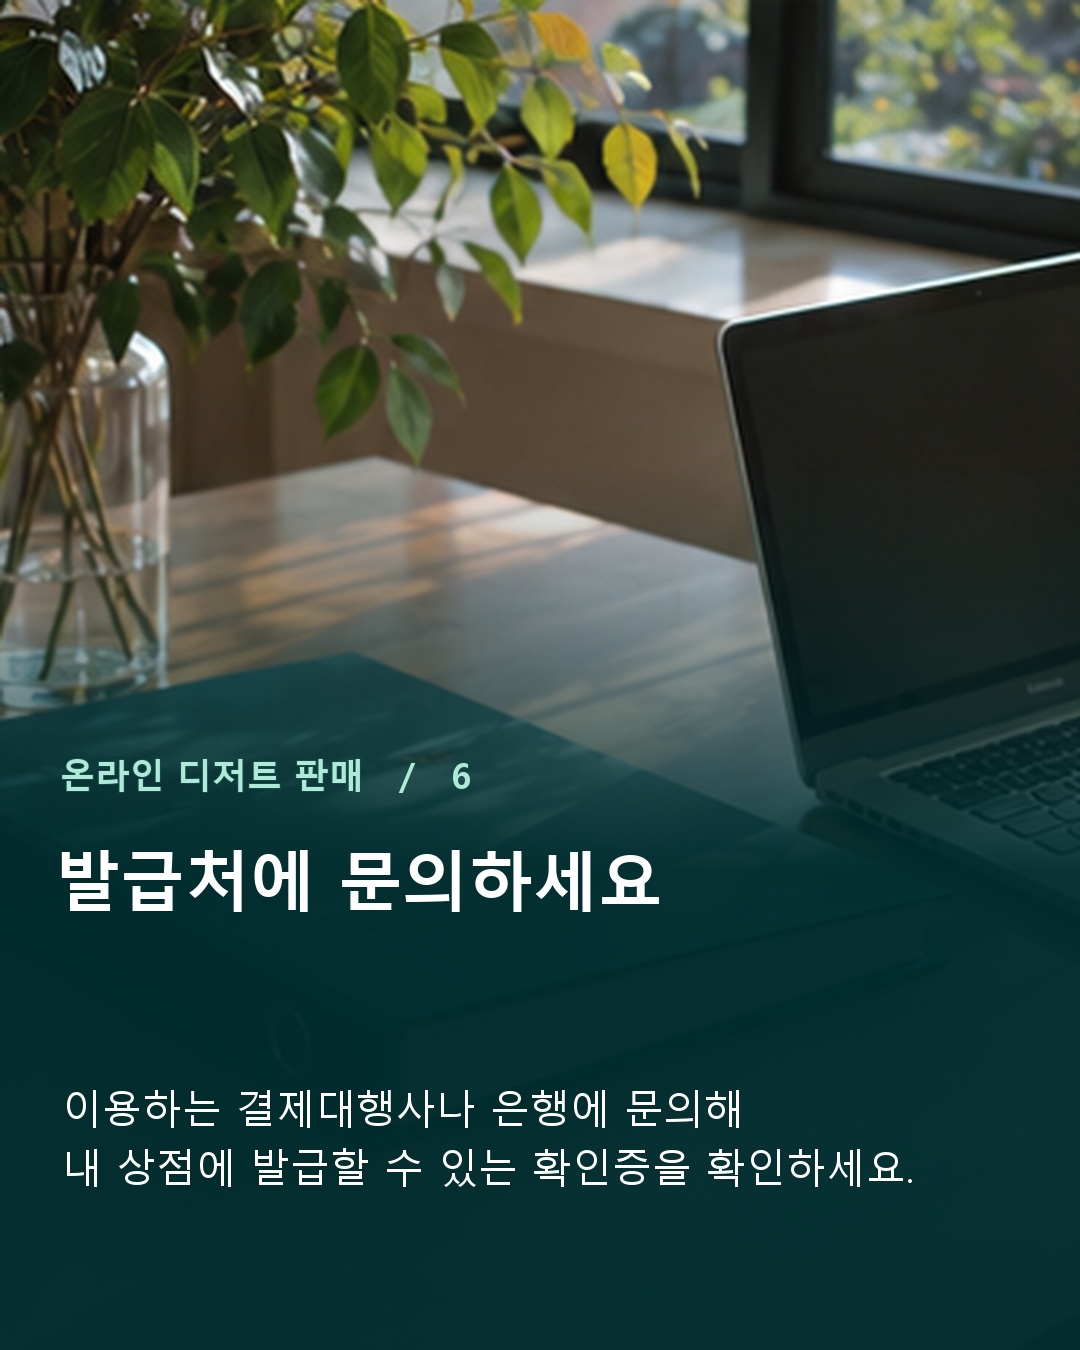 온라인 디저트 판매 / 6
발급처에 문의하세요
이용하는 결제대행사나 은행에 문의해
내 상점에 발급할 수 있는 확인증을 확인하세요.